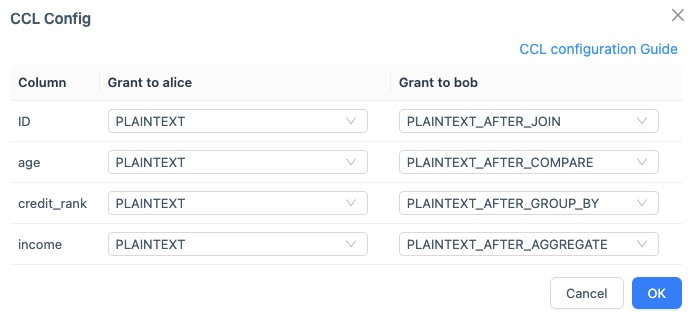 CCL Config
CCL configuration Guide
Column Grant to alice Grant to bob
ID PLAINTEXT PLAINTEXT_AFTER_JOIN
age PLAINTEXT PLAINTEXT_AFTER_COMPARE
credit_rank PLAINTEXT PLAINTEXT_AFTER_GROUP_BY
income PLAINTEXT PLAINTEXT_AFTER_AGGREGATE
Cancel OK